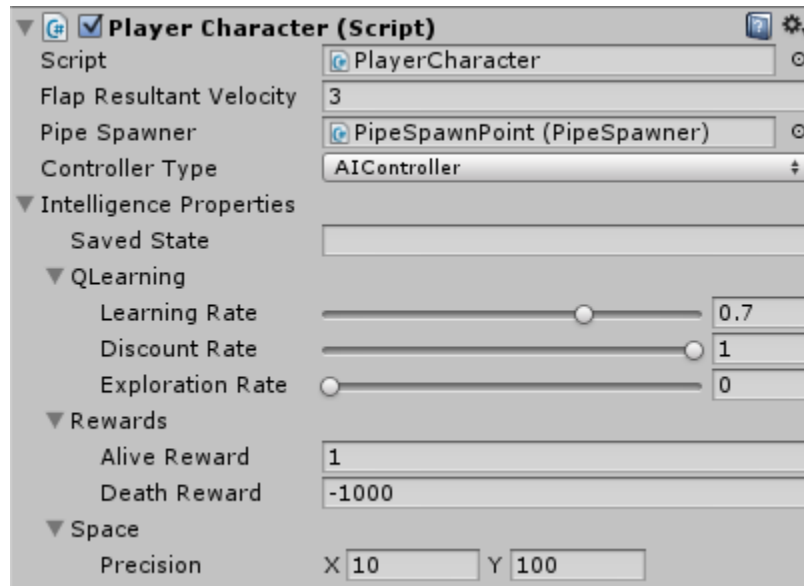 Player Character (Script)
Script PlayerCharacter
Flap Resultant Velocity 3
Pipe Spawner PipeSpawnPoint (PipeSpawner)
Controller Type AIController
Intelligence Properties
Saved State
QLearning
Learning Rate 0.7
Discount Rate 1
Exploration Rate 0
Rewards
Alive Reward 1
Death Reward -1000
Space
Precision X 10 Y 100